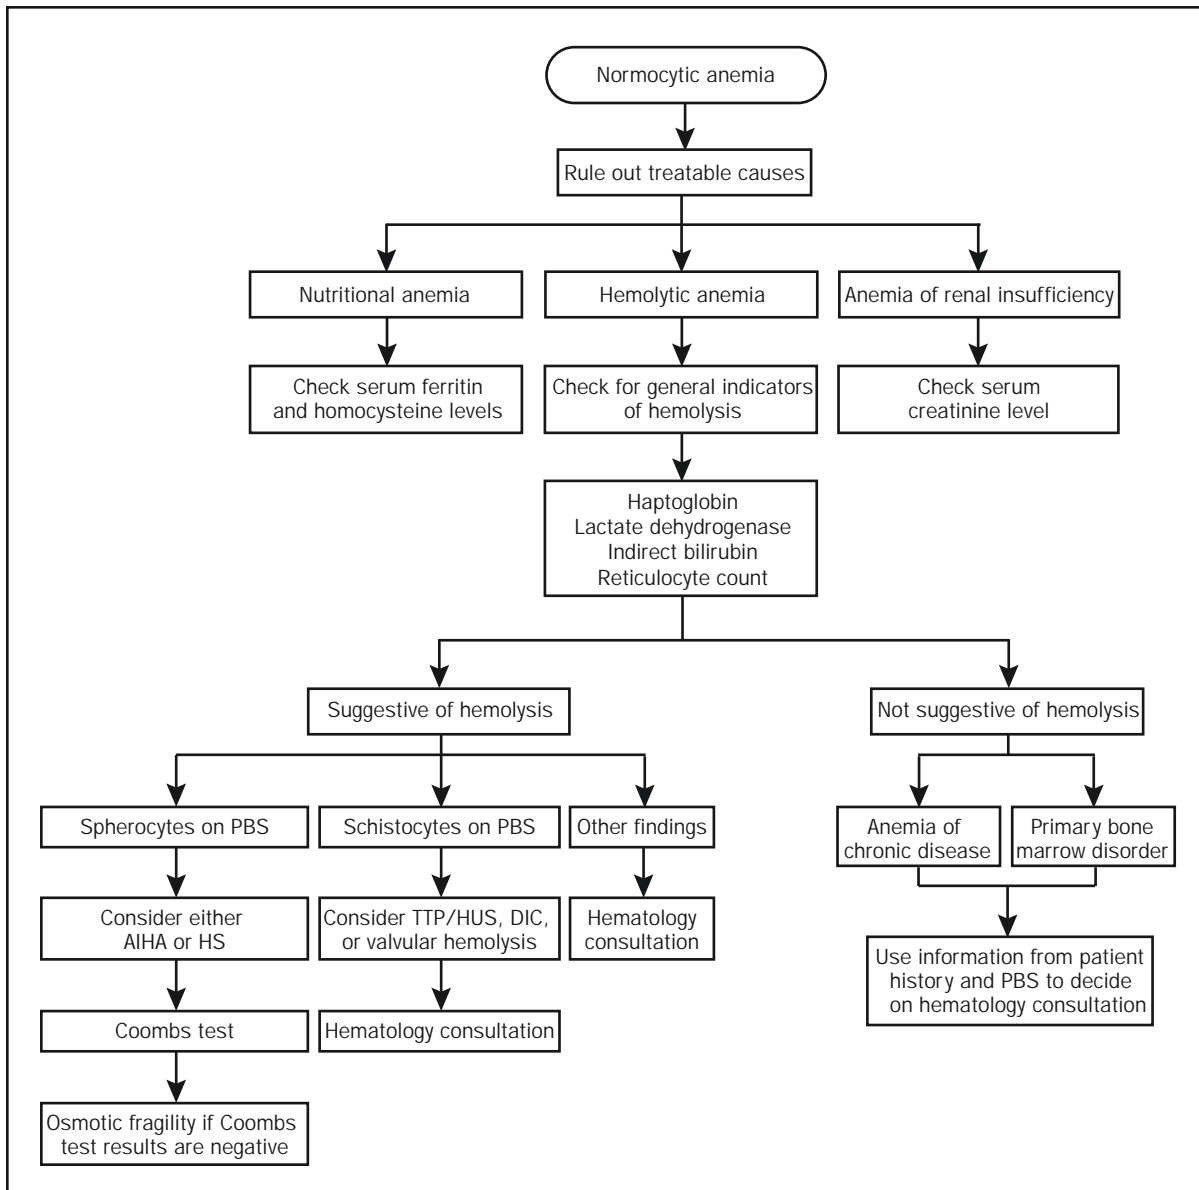 Normocytic anemia
Rule out treatable causes
Nutritional anemia
Hemolytic anemia
Anemia of renal insufficiency
Check serum ferritin
and homocysteine levels
Check for general indicators
of hemolysis
Check serum
creatinine level
Haptoglobin
Lactate dehydrogenase
Indirect bilirubin
Reticulocyte count
Suggestive of hemolysis
Not suggestive of hemolysis
Spherocytes on PBS
Schistocytes on PBS
Other findings
Anemia of
chronic disease
Primary bone
marrow disorder
Consider either
AIHA or HS
Consider TTP/HUS, DIC,
or valvular hemolysis
Hematology
consultation
Use information from patient
history and PBS to decide
on hematology consultation
Coombs test
Hematology consultation
Osmotic fragility if Coombs
test results are negative